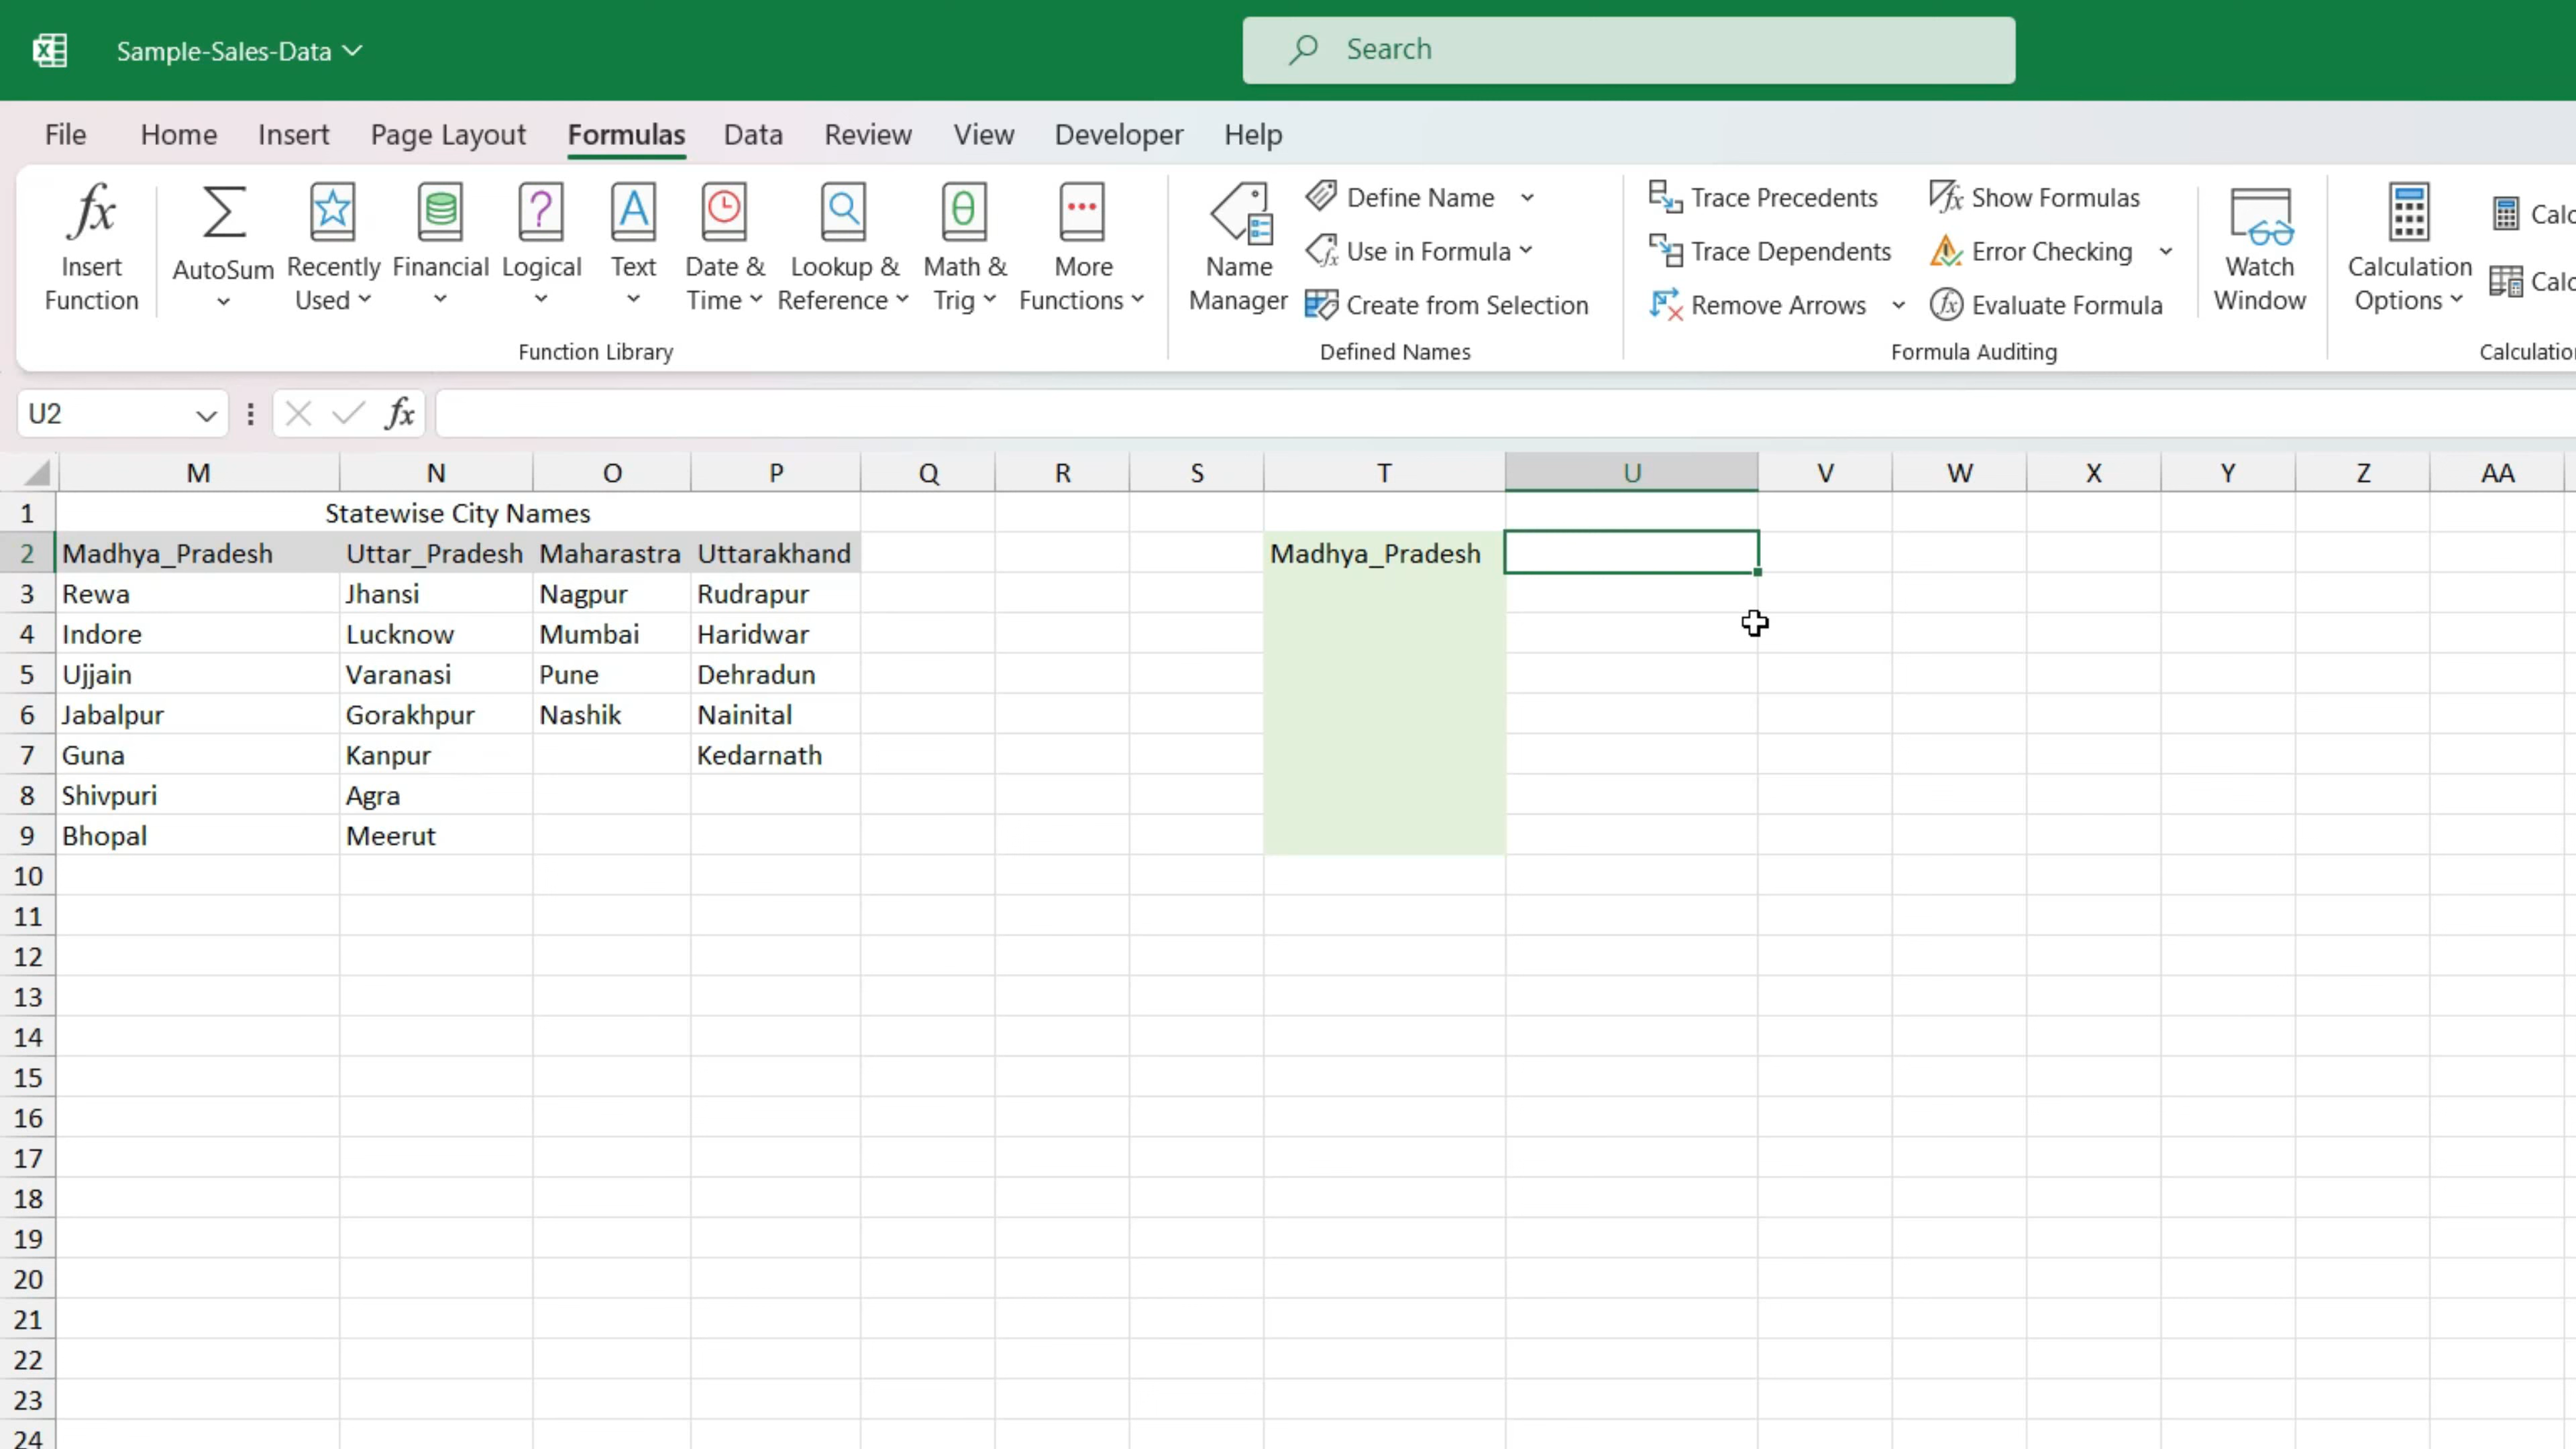 Sample-Sales-Data
Search
File Home Insert Page Layout Formulas Data Review View Developer Help
fx Insert Function
AutoSum
Recently Used
Financial
Logical
Text
Date & Time
Lookup & Reference
Math & Trig
More Functions
Function Library
Name Manager
Define Name
Use in Formula
Create from Selection
Defined Names
Trace Precedents
Trace Dependents
Remove Arrows
Show Formulas
Error Checking
Evaluate Formula
Formula Auditing
Watch Window
Calculation Options
Calc
Calc
Calculatio
U2 fx
M N O P Q R S T U V W X Y Z AA
1 Statewise City Names
2 Madhya_Pradesh Uttar_Pradesh Maharastra Uttarakhand Madhya_Pradesh
3 Rewa Jhansi Nagpur Rudrapur
4 Indore Lucknow Mumbai Haridwar
5 Ujjain Varanasi Pune Dehradun
6 Jabalpur Gorakhpur Nashik Nainital
7 Guna Kanpur Kedarnath
8 Shivpuri Agra
9 Bhopal Meerut
10
11
12
13
14
15
16
17
18
19
20
21
22
23
24